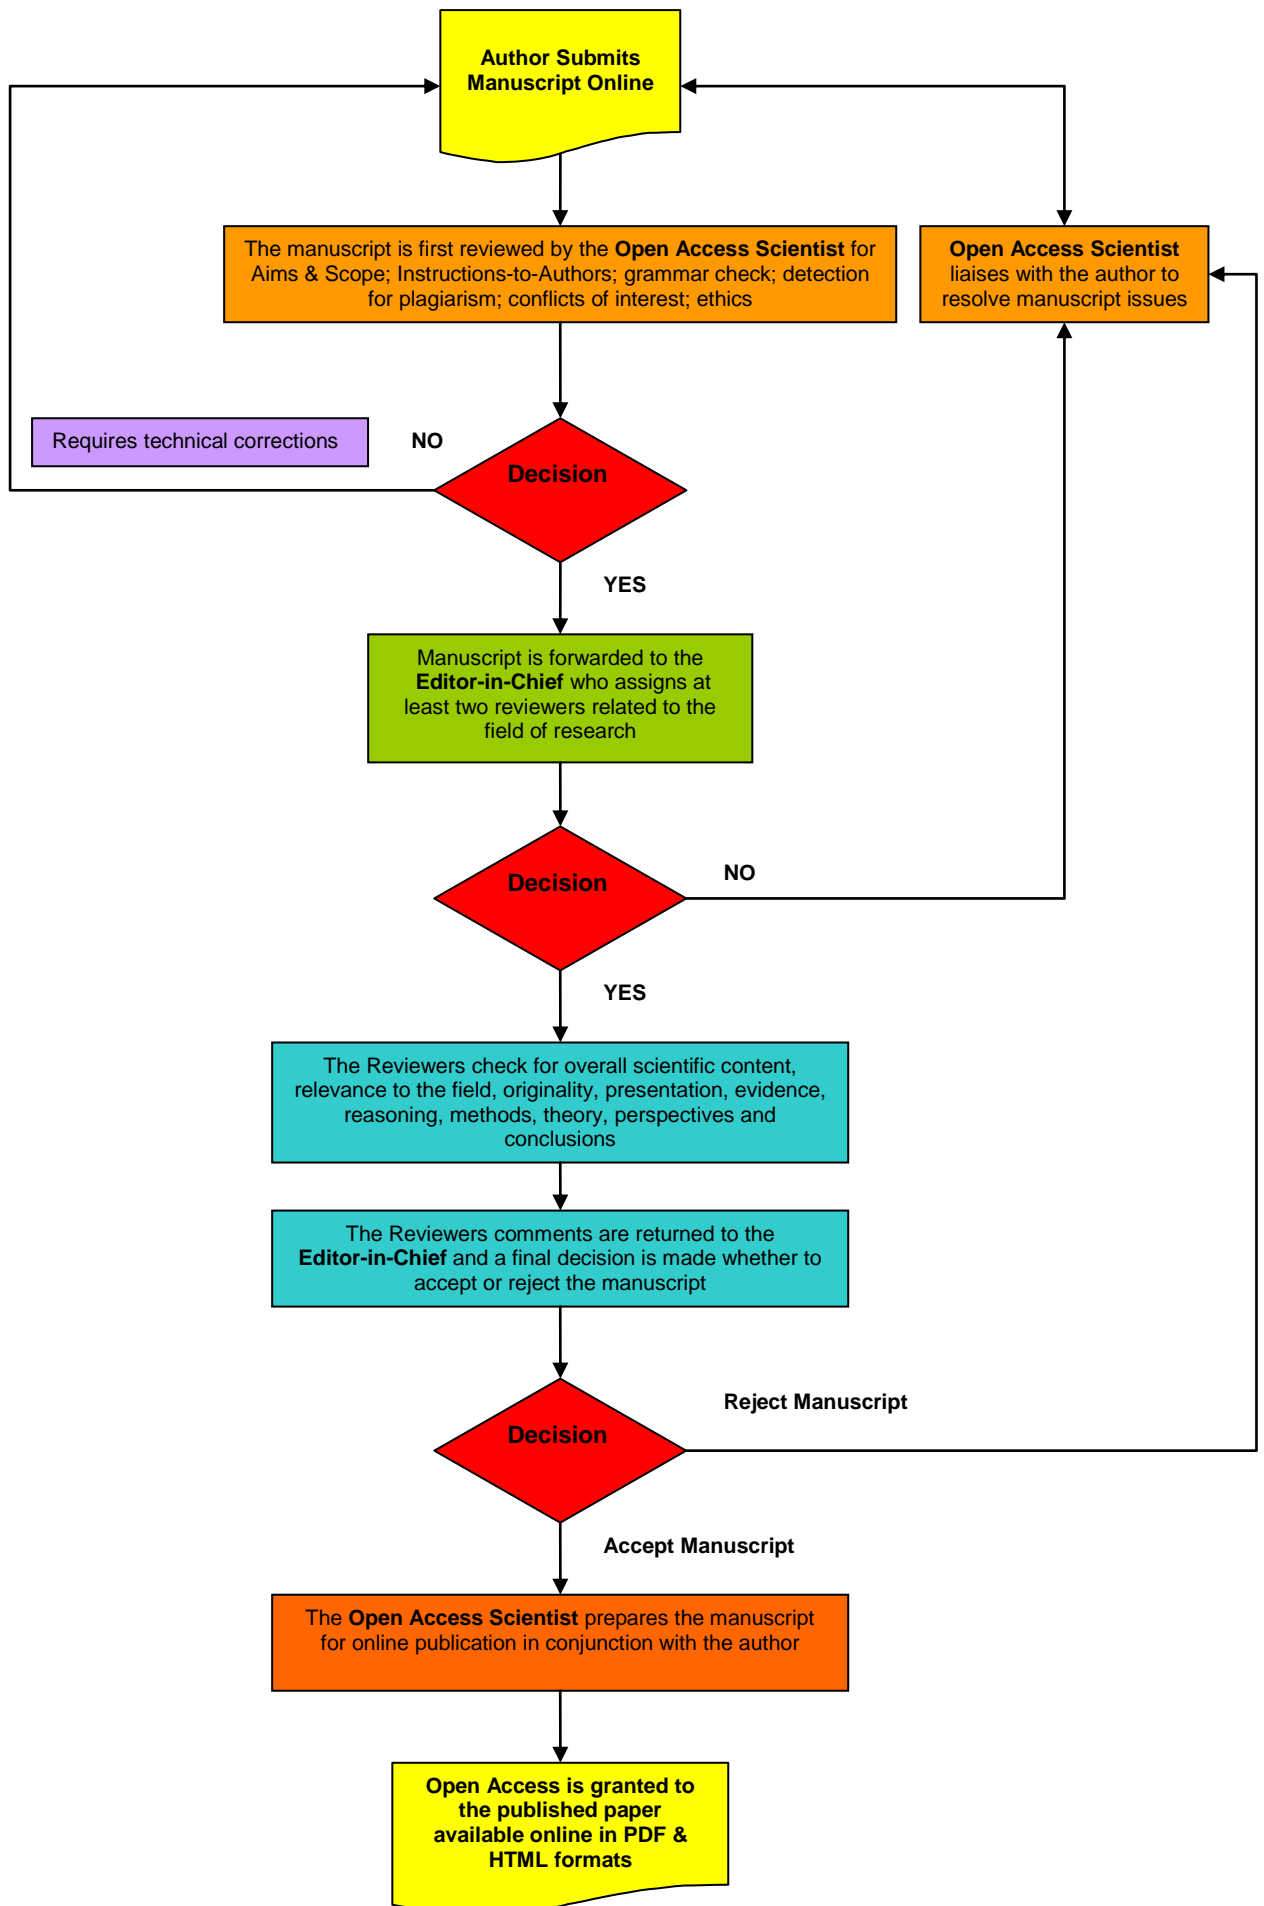 Author Submits
Manuscript Online
The manuscript is first reviewed by the Open Access Scientist for
Aims & Scope; Instructions-to-Authors; grammar check; detection
for plagiarism; conflicts of interest; ethics
Open Access Scientist
liaises with the author to
resolve manuscript issues
Requires technical corrections
NO
Decision
YES
Manuscript is forwarded to the
Editor-in-Chief who assigns at
least two reviewers related to the
field of research
Decision
NO
YES
The Reviewers check for overall scientific content,
relevance to the field, originality, presentation, evidence,
reasoning, methods, theory, perspectives and
conclusions
The Reviewers comments are returned to the
Editor-in-Chief and a final decision is made whether to
accept or reject the manuscript
Reject Manuscript
Decision
Accept Manuscript
The Open Access Scientist prepares the manuscript
for online publication in conjunction with the author
Open Access is granted to
the published paper
available online in PDF &
HTML formats